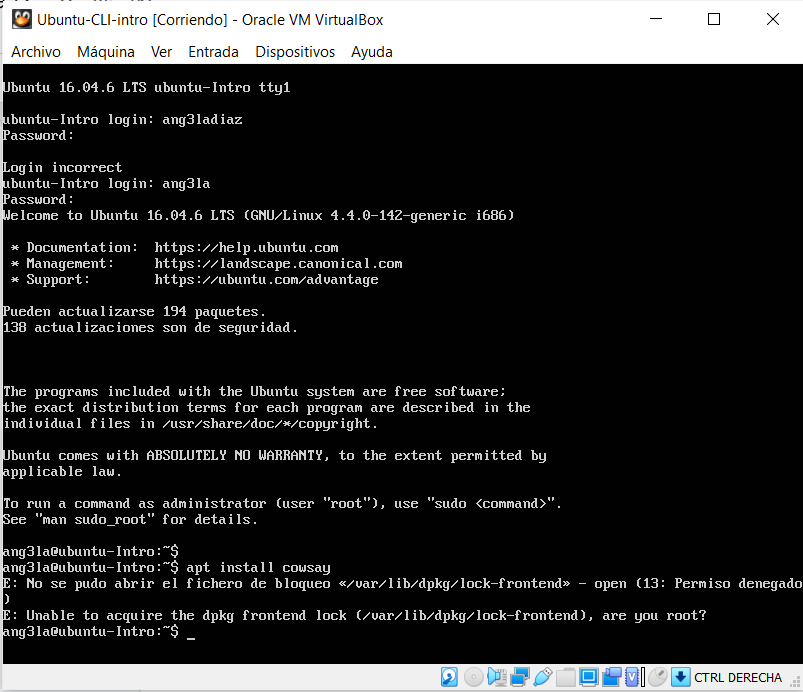 Ubuntu-CLI-intro [Corriendo] - Oracle VM VirtualBox
Archivo Máquina Ver Entrada Dispositivos Ayuda
Ubuntu 16.04.6 LTS ubuntu-Intro tty1
ubuntu-Intro login: ang3ladiaz
Password:
Login incorrect
ubuntu-Intro login: ang3la
Password:
Welcome to Ubuntu 16.04.6 LTS (GNU/Linux 4.4.0-142-generic i686)
* Documentation: https://help.ubuntu.com
* Management: https://landscape.canonical.com
* Support: https://ubuntu.com/advantage
Pueden actualizarse 194 paquetes.
138 actualizaciones son de seguridad.
The programs included with the Ubuntu system are free software;
the exact distribution terms for each program are described in the
individual files in /usr/share/doc/*/copyright.
Ubuntu comes with ABSOLUTELY NO WARRANTY, to the extent permitted by
applicable law.
To run a command as administrator (user "root"), use "sudo <command>".
See "man sudo_root" for details.
ang3la@ubuntu-Intro:~$
ang3la@ubuntu-Intro:~$ apt install cowsay
E: No se pudo abrir el fichero de bloqueo «/var/lib/dpkg/lock-frontend» - open (13: Permiso denegado
)
E: Unable to acquire the dpkg frontend lock (/var/lib/dpkg/lock-frontend), are you root?
ang3la@ubuntu-Intro:~$ _
CTRL DERECHA